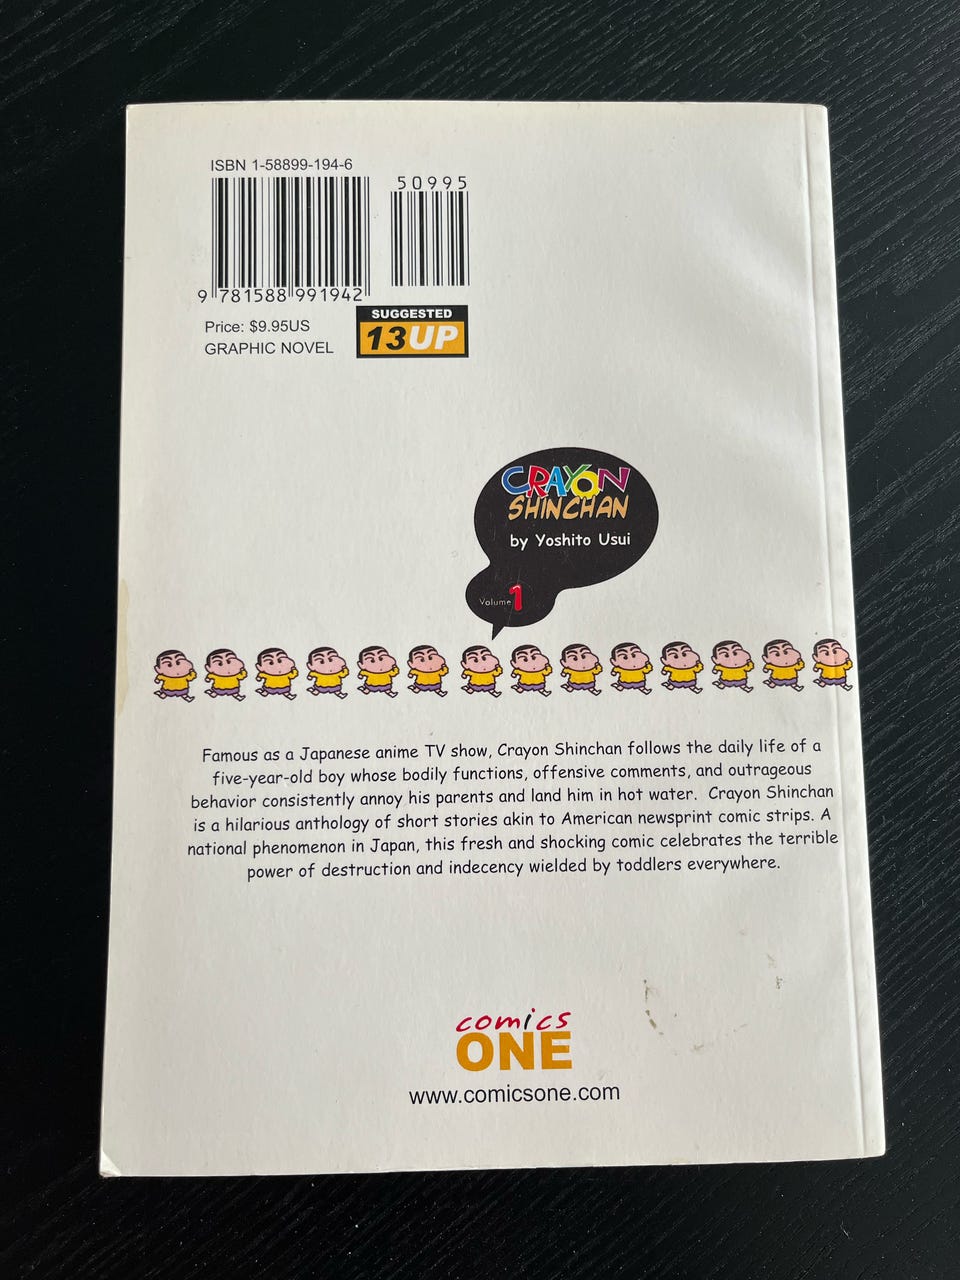 ISBN 1-58899-194-6
50995
9 781588 991942
Price: $9.95US
GRAPHIC NOVEL
SUGGESTED
13UP
CRAYON
SHINCHAN
by Yoshito Usui
Volume 1
Famous as a Japanese anime TV show, Crayon Shinchan follows the daily life of a
five-year-old boy whose bodily functions, offensive comments, and outrageous
behavior consistently annoy his parents and land him in hot water. Crayon Shinchan
is a hilarious anthology of short stories akin to American newsprint comic strips. A
national phenomenon in Japan, this fresh and shocking comic celebrates the terrible
power of destruction and indecency wielded by toddlers everywhere.
comics
ONE
www.comicsone.com